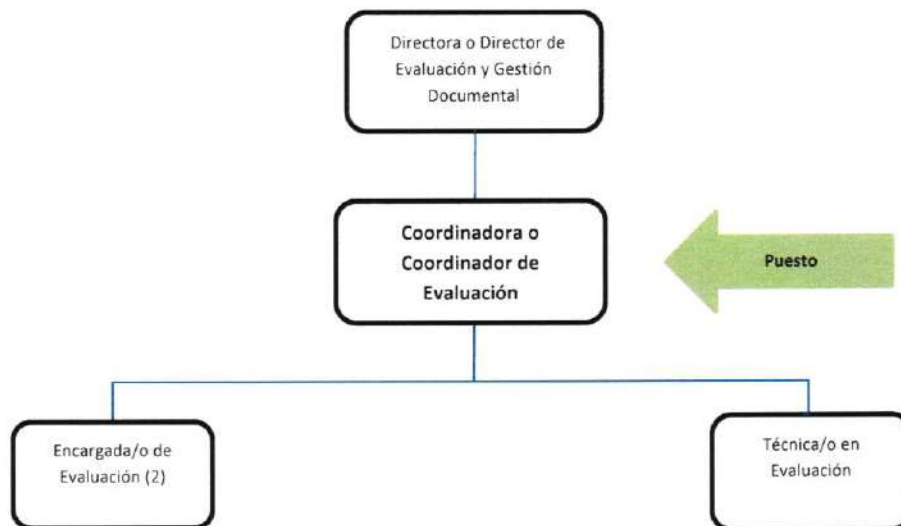 Directora o Director de
Evaluación y Gestión
Documental
Coordinadora o
Coordinador de
Evaluación
Puesto
Encargada/o de
Evaluación (2)
Técnica/o en
Evaluación